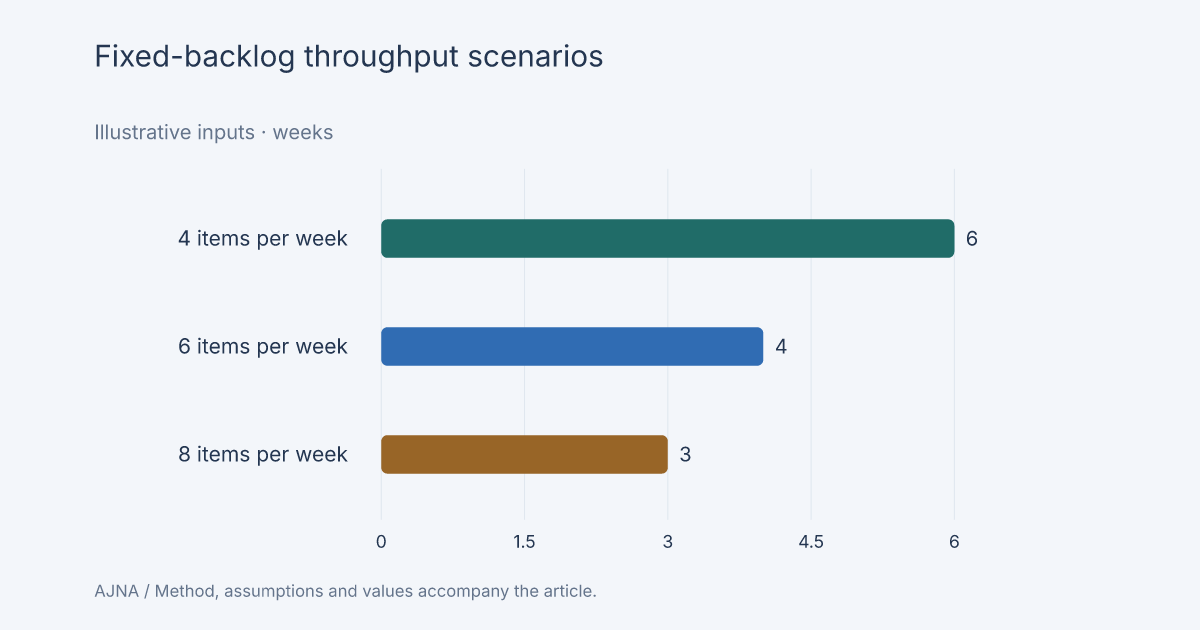 Fixed-backlog throughput scenarios
Illustrative inputs · weeks
4 items per week 6
6 items per week 4
8 items per week 3
0 1.5 3 4.5 6
AJNA / Method, assumptions and values accompany the article.